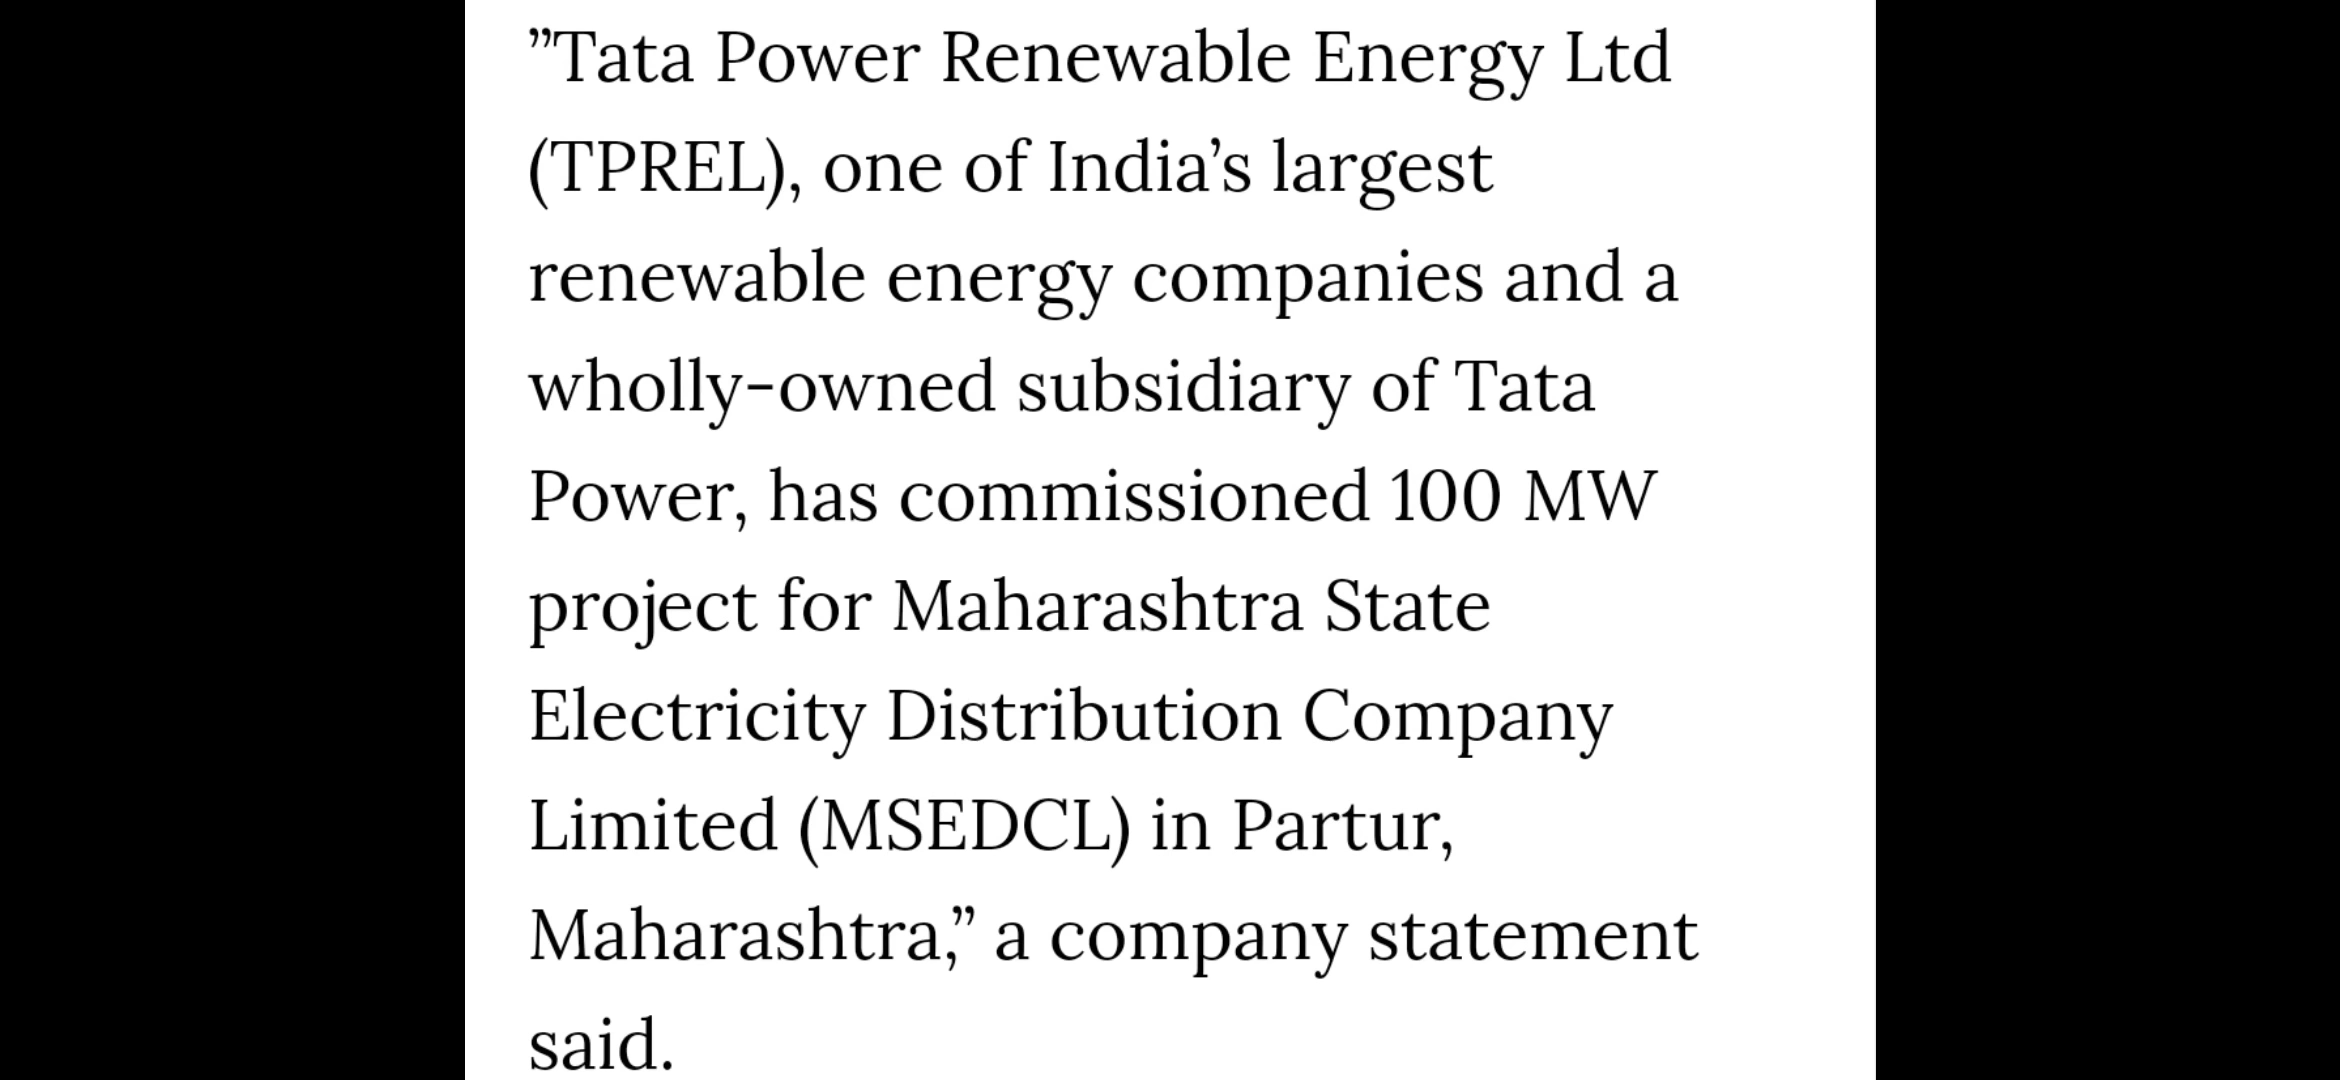 ”Tata Power Renewable Energy Ltd
(TPREL), one of India’s largest
renewable energy companies and a
wholly-owned subsidiary of Tata
Power, has commissioned 100 MW
project for Maharashtra State
Electricity Distribution Company
Limited (MSEDCL) in Partur,
Maharashtra,” a company statement
said.